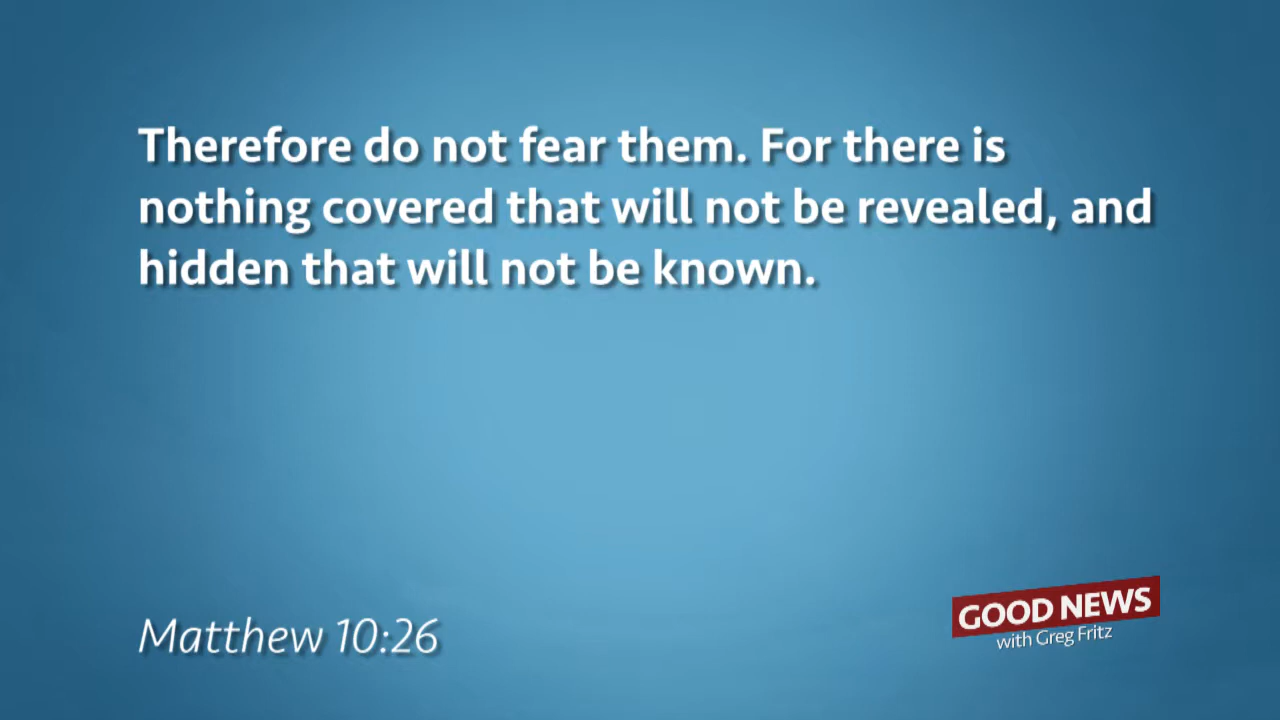 Therefore do not fear them. For there is
nothing covered that will not be revealed, and
hidden that will not be known.
Matthew 10:26
GOOD NEWS
with Greg Fritz